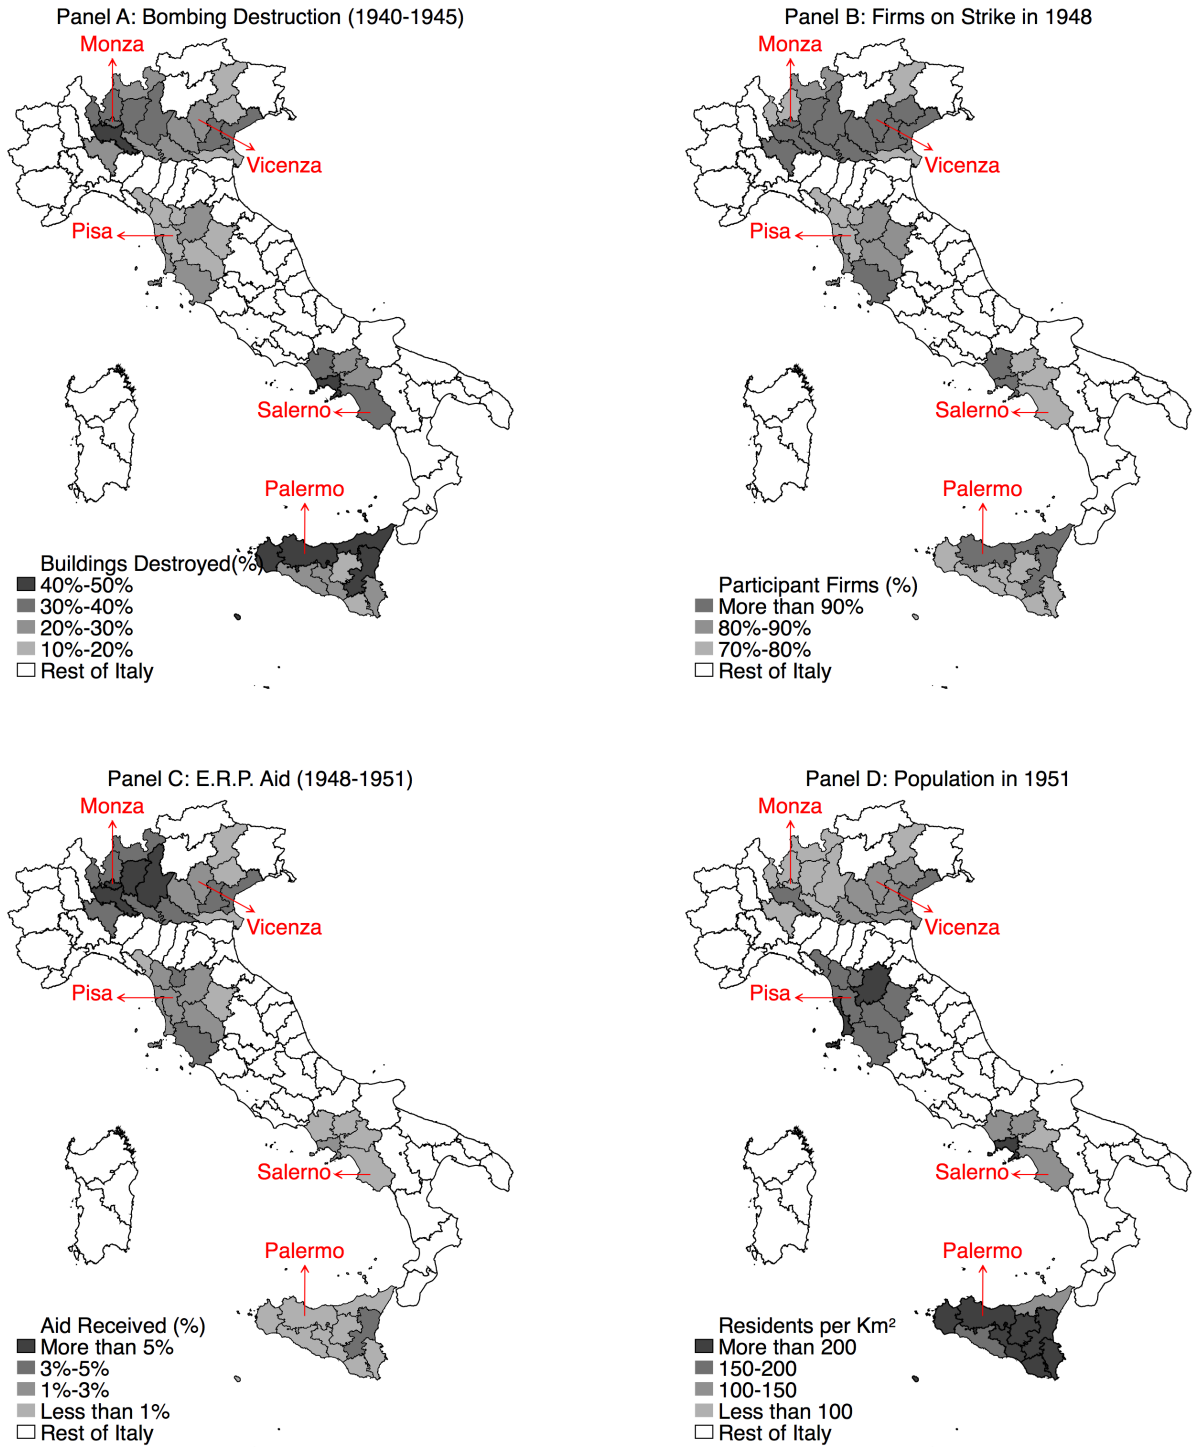 Panel A: Bombing Destruction (1940-1945)
Monza
Vicenza
Pisa
Salerno
Palermo
Buildings Destroyed(%)
40%-50%
30%-40%
20%-30%
10%-20%
Rest of Italy
Panel B: Firms on Strike in 1948
Monza
Vicenza
Pisa
Salerno
Palermo
Participant Firms (%)
More than 90%
80%-90%
70%-80%
Rest of Italy
Panel C: E.R.P. Aid (1948-1951)
Monza
Vicenza
Pisa
Salerno
Palermo
Aid Received (%)
More than 5%
3%-5%
1%-3%
Less than 1%
Rest of Italy
Panel D: Population in 1951
Monza
Vicenza
Pisa
Salerno
Palermo
Residents per Km²
More than 200
150-200
100-150
Less than 100
Rest of Italy